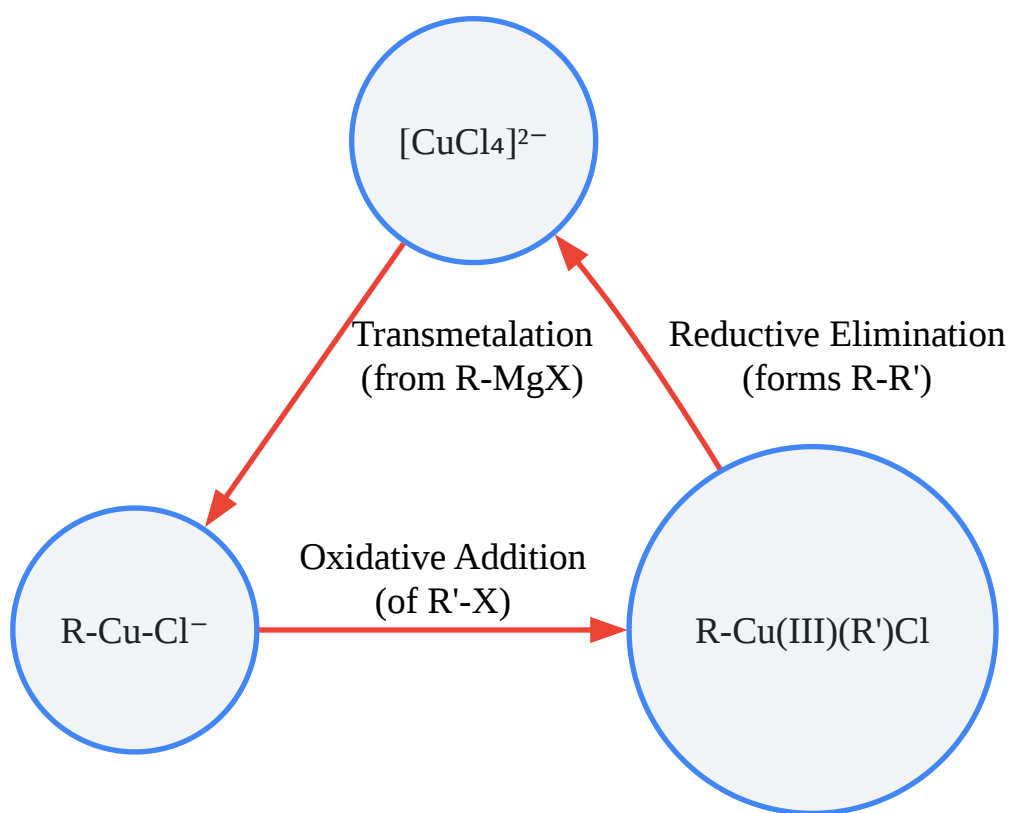 [CuCl₄]²⁻
Transmetalation
(from R-MgX)
Reductive Elimination
(forms R-R')
Oxidative Addition
(of R'-X)
R-Cu-Cl⁻
R-Cu(III)(R')Cl